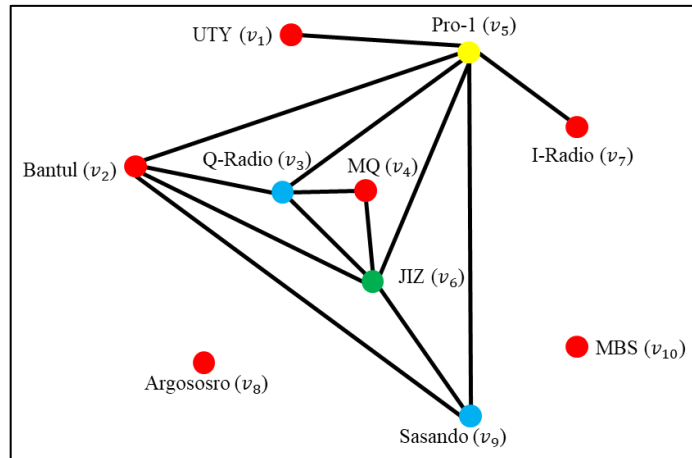 Pro-1 (v₅)
UTY (v₁)
I-Radio (v₇)
Q-Radio (v₃)
MQ (v₄)
Bantul (v₂)
JIZ (v₆)
MBS (v₁₀)
Argososro (v₈)
Sasando (v₉)